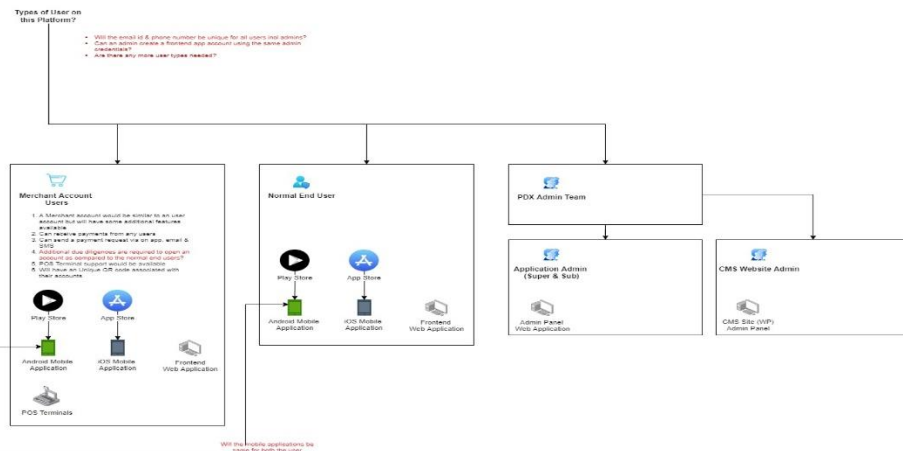 Types of User on
this Platform?
Will the email id & phone number be unique for all users incl admins?
Can an admin create a frontend app account using the same admin
credentials?
Are there any more user types needed?
Merchant Account
Users
1. A Merchant account would be similar to an user
account but will have some additional features
available
2. Can receive payments from any users
3. Can send a payment request via on app, email &
SMS
4. Additional due diligences are required to open an
account as compared to the normal end users?
5. POS Terminal support would be available
6. Will have an Unique QR code associated with
their accounts
Play Store
App Store
Android Mobile
Application
iOS Mobile
Application
Frontend
Web Application
POS Terminals
Normal End User
Play Store
App Store
Android Mobile
Application
iOS Mobile
Application
Frontend
Web Application
PDX Admin Team
Application Admin
(Super & Sub)
Admin Panel
Web Application
CMS Website Admin
CMS Site (WP)
Admin Panel
Will the mobile applications be
same for both the user